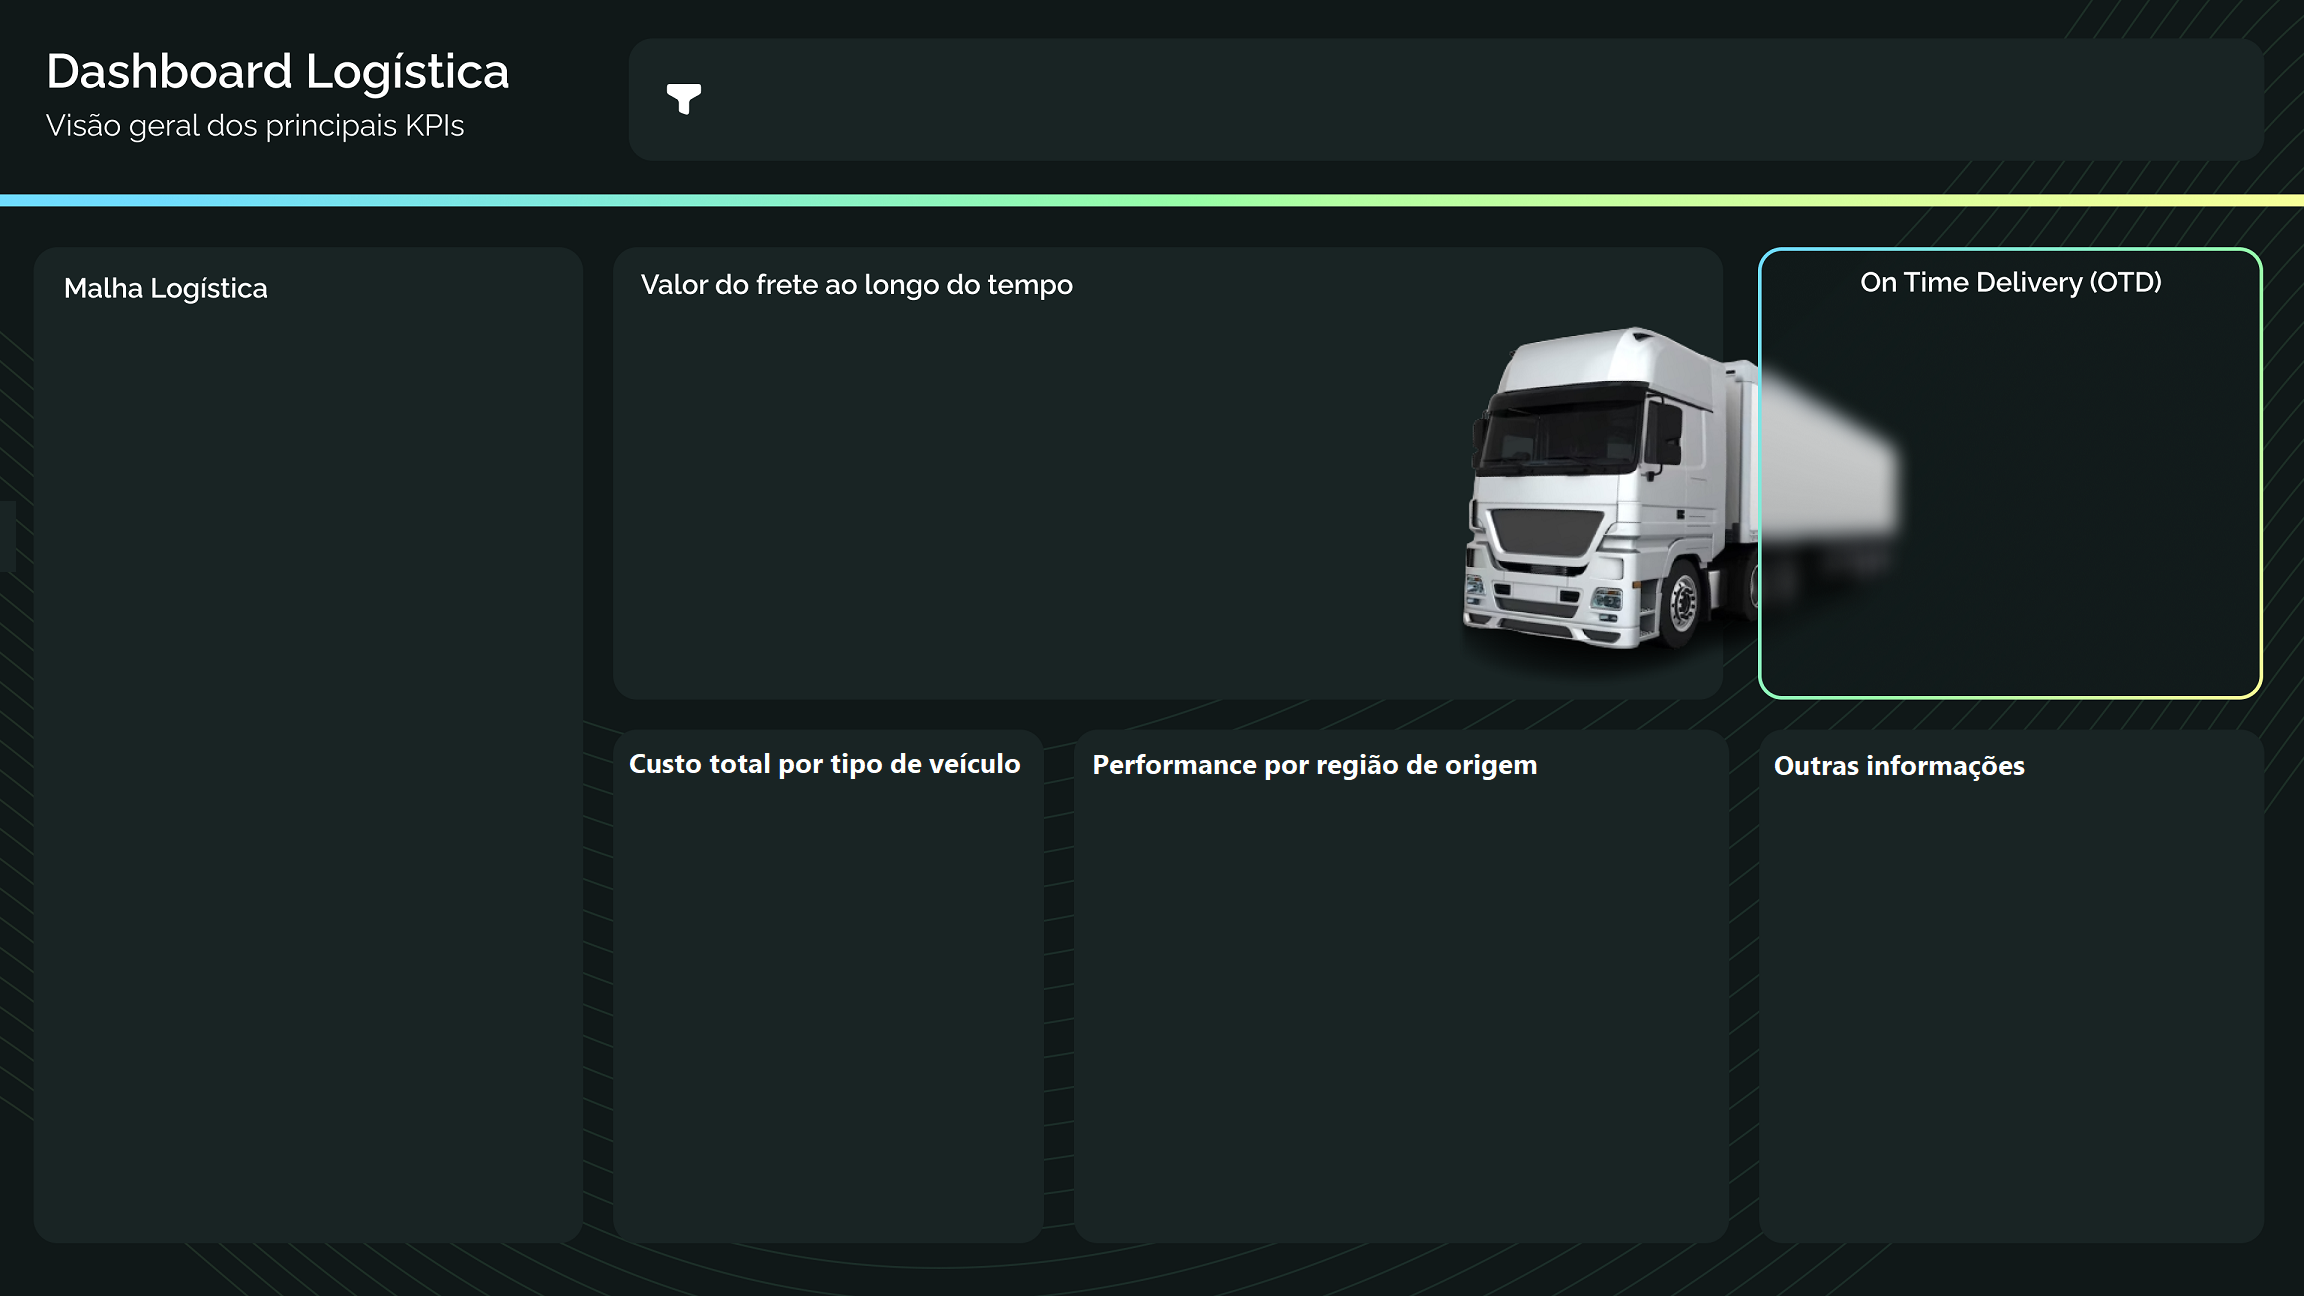 Dashboard Logística
Visão geral dos principais KPIs
Malha Logística
Valor do frete ao longo do tempo
On Time Delivery (OTD)
Custo total por tipo de veículo
Performance por região de origem
Outras informações